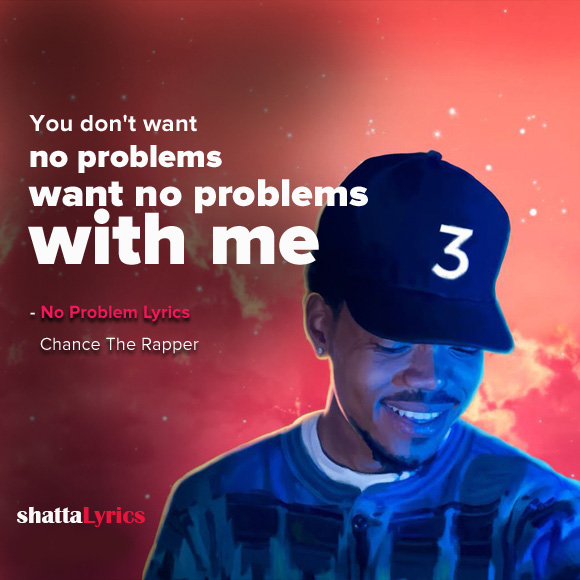 You don't want
no problems
want no problems
with me
- No Problem Lyrics
Chance The Rapper
3
shattaLyrics